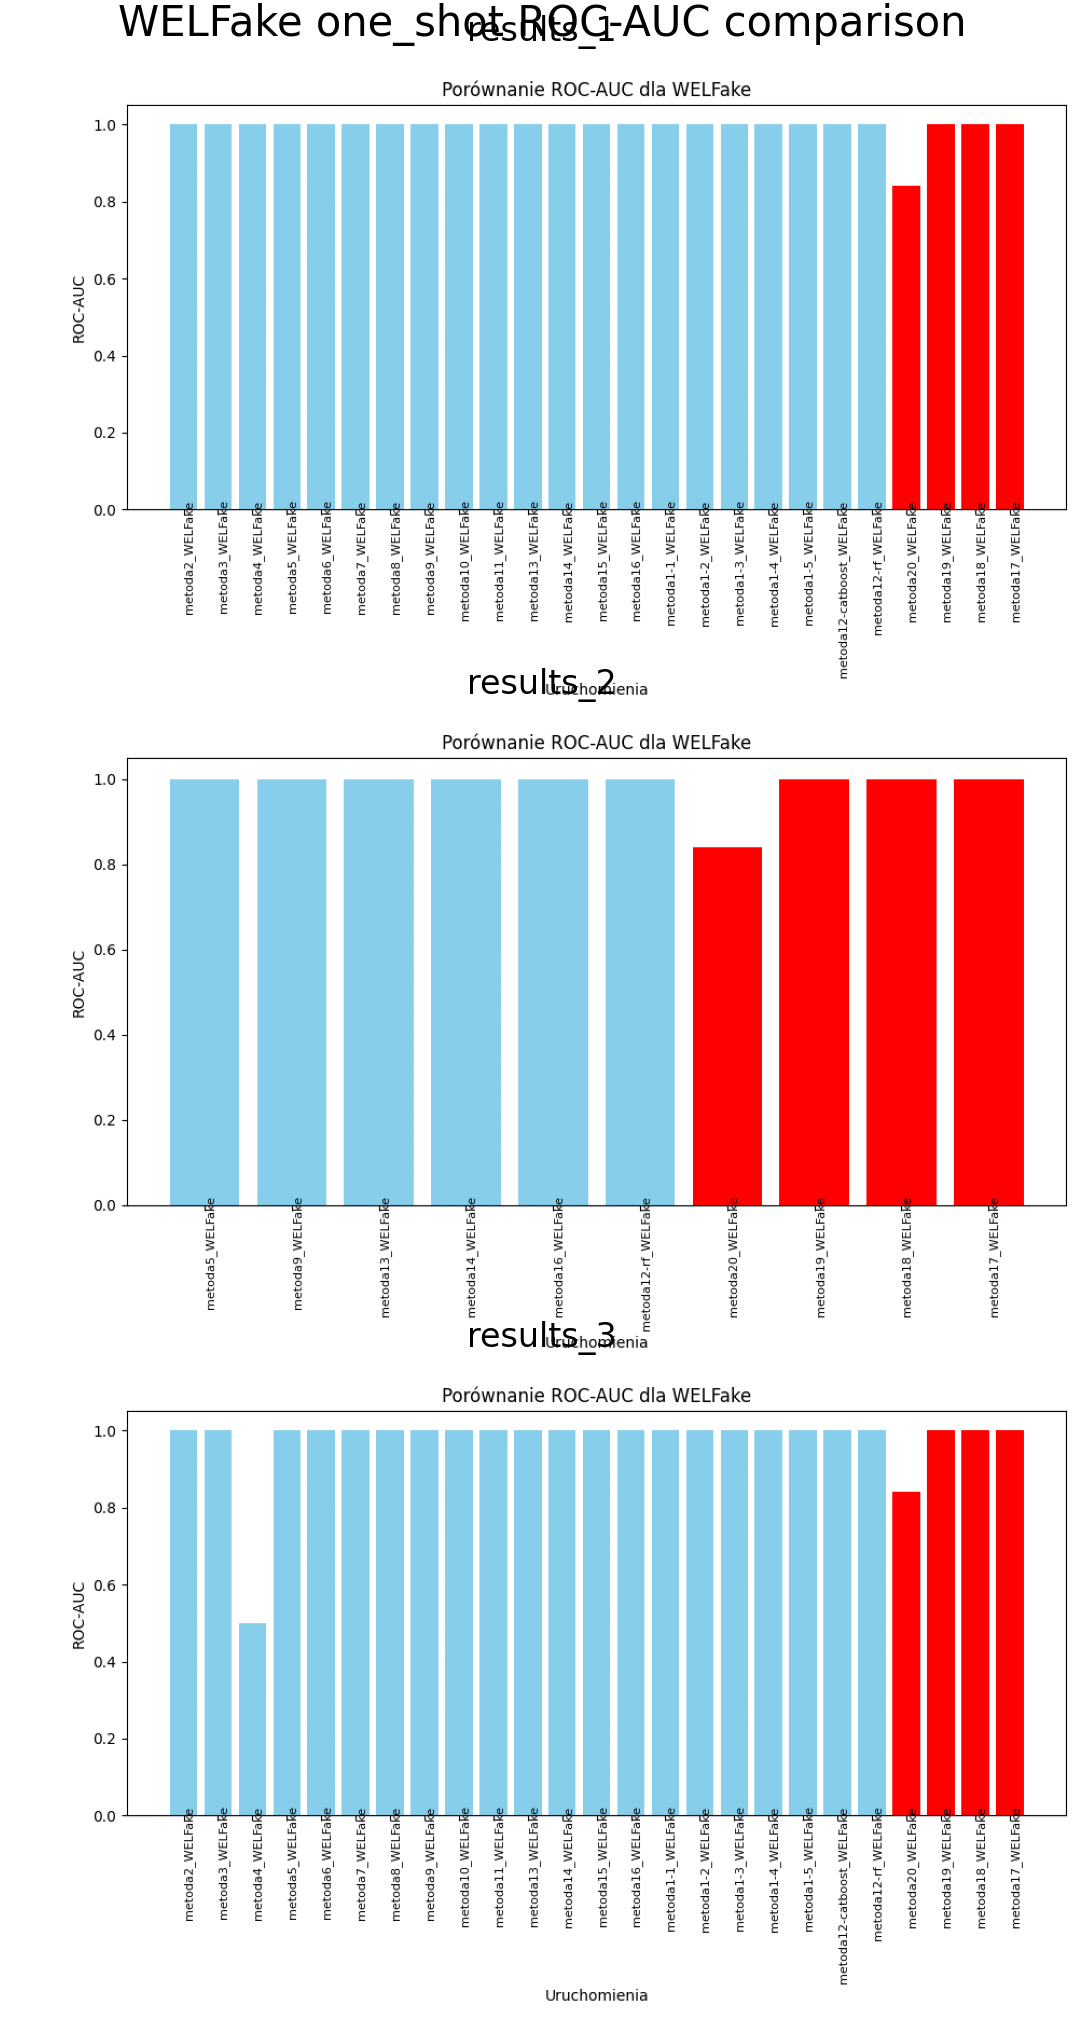 WELFake one_shot ROC-AUC comparison
results_1
Porównanie ROC-AUC dla WELFake
ROC-AUC
1.0
0.8
0.6
0.4
0.2
0.0
metoda2_WELFake
metoda3_WELFake
metoda4_WELFake
metoda5_WELFake
metoda6_WELFake
metoda7_WELFake
metoda8_WELFake
metoda9_WELFake
metoda10_WELFake
metoda11_WELFake
metoda13_WELFake
metoda14_WELFake
metoda15_WELFake
metoda16_WELFake
metoda1-1_WELFake
metoda1-2_WELFake
metoda1-3_WELFake
metoda1-4_WELFake
metoda1-5_WELFake
metoda12-catboost_WELFake
metoda12-rf_WELFake
metoda20_WELFake
metoda19_WELFake
metoda18_WELFake
metoda17_WELFake
Uruchomienia
results_2
Porównanie ROC-AUC dla WELFake
ROC-AUC
1.0
0.8
0.6
0.4
0.2
0.0
metoda5_WELFake
metoda9_WELFake
metoda13_WELFake
metoda14_WELFake
metoda16_WELFake
metoda12-rf_WELFake
metoda20_WELFake
metoda19_WELFake
metoda18_WELFake
metoda17_WELFake
Uruchomienia
results_3
Porównanie ROC-AUC dla WELFake
ROC-AUC
1.0
0.8
0.6
0.4
0.2
0.0
metoda2_WELFake
metoda3_WELFake
metoda4_WELFake
metoda5_WELFake
metoda6_WELFake
metoda7_WELFake
metoda8_WELFake
metoda9_WELFake
metoda10_WELFake
metoda11_WELFake
metoda13_WELFake
metoda14_WELFake
metoda15_WELFake
metoda16_WELFake
metoda1-1_WELFake
metoda1-2_WELFake
metoda1-3_WELFake
metoda1-4_WELFake
metoda1-5_WELFake
metoda12-catboost_WELFake
metoda12-rf_WELFake
metoda20_WELFake
metoda19_WELFake
metoda18_WELFake
metoda17_WELFake
Uruchomienia